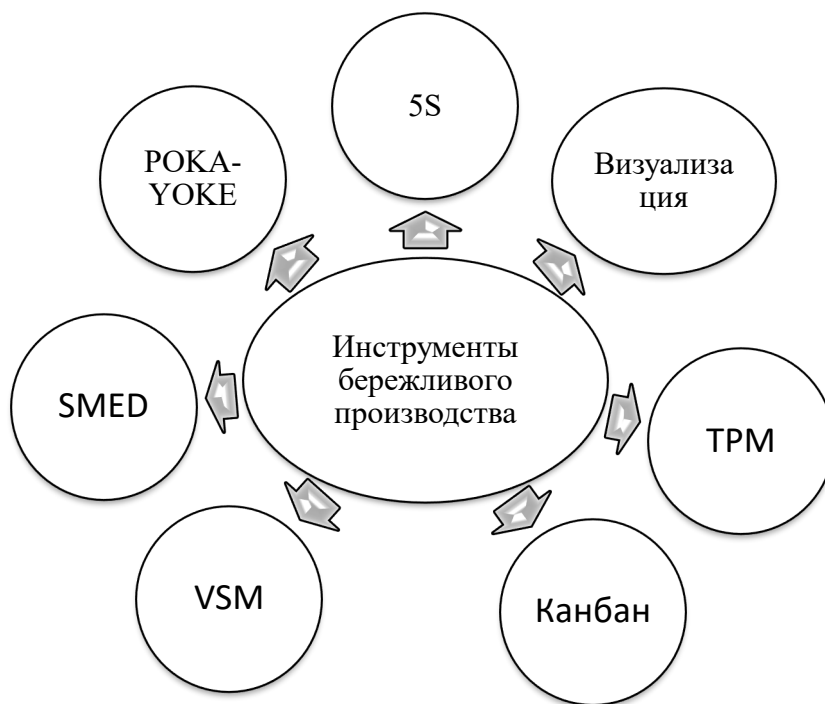 5S
POKA-
YOKE
Визуализа
ция
Инструменты
бережливого
производства
SMED
TPM
VSM
Канбан